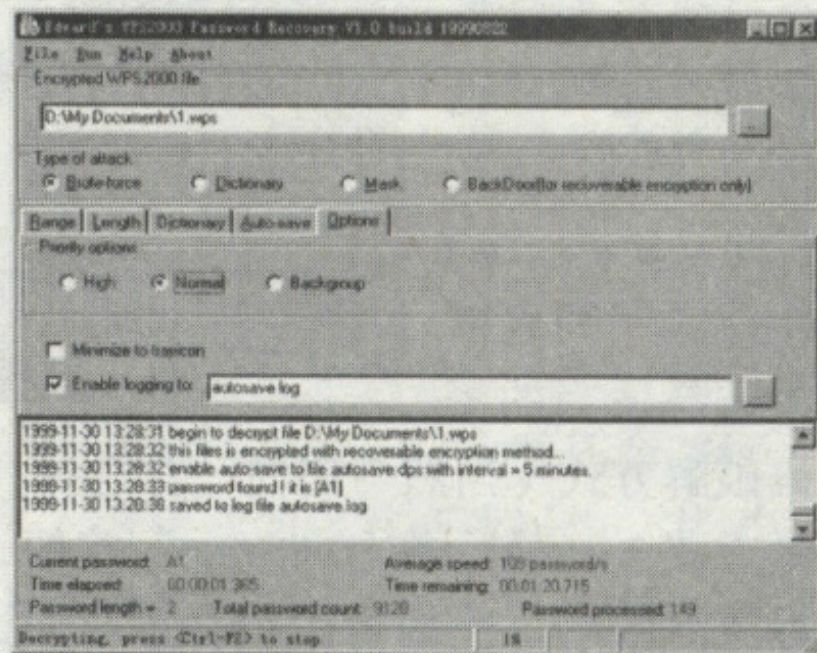 Edward's WPS2000 Password Recovery V1.0 build 19990822
File Run Help About
Encrypted WPS2000 file
D:\My Documents\1.wps
...
Type of attack
Brute-force Dictionary Mask BackDoor(for recoverable encryption only)
Range Length Dictionary Auto-save Options
Priority options
High Normal Backgroup
Minimize to trayicon
Enable logging to: autosave.log
1999-11-30 13:28:31 begin to decrypt file D:\My Documents\1.wps
1999-11-30 13:28:32 this files is encrypted with recoverable encryption method...
1999-11-30 13:28:32 enable auto-save to file autosave.dps with interval = 5 minutes.
1999-11-30 13:28:33 password found ! it is [A1]
1999-11-30 13:28:38 saved to log file autosave.log
Current password: A1 Average speed: 109 password/s
Time elapsed: 00:00:01.365 Time remaining: 00:01:20.715
Password length = 2 Total password count: 9120 Password processed: 149
Decrypting, press <Ctrl-F2> to stop 1%